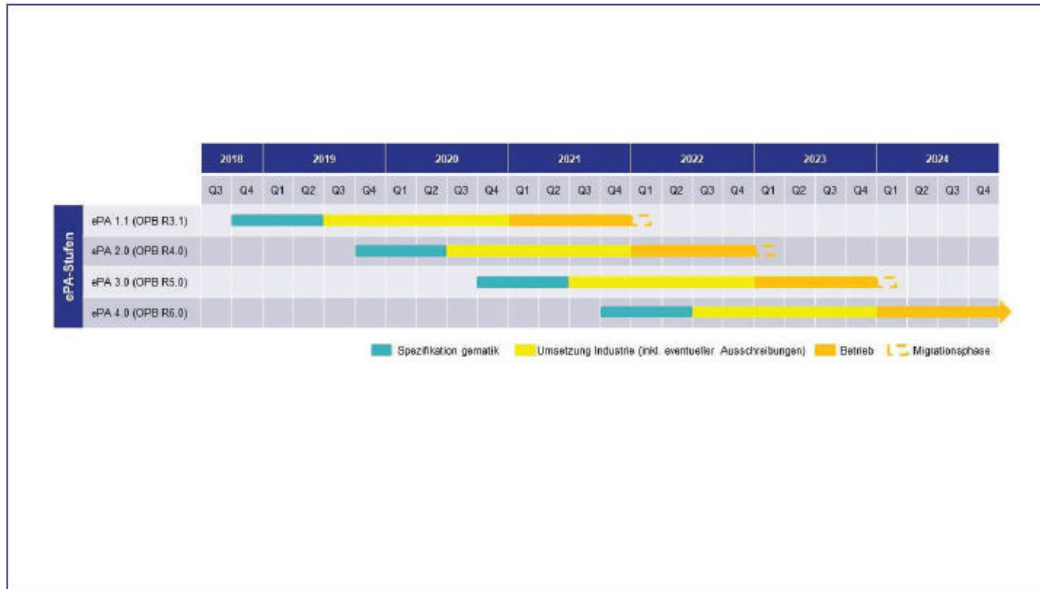 2018 2019 2020 2021 2022 2023 2024
Q3 Q4 Q1 Q2 Q3 Q4 Q1 Q2 Q3 Q4 Q1 Q2 Q3 Q4 Q1 Q2 Q3 Q4 Q1 Q2 Q3 Q4 Q1 Q2 Q3 Q4
ePA-Stufen
ePA 1.1 (OPB R3.1)
ePA 2.0 (OPB R4.0)
ePA 3.0 (OPB R5.0)
ePA 4.0 (OPB R6.0)
Spezifikation gematik Umsetzung Industrie (inkl. eventueller Ausschreibungen) Betrieb Migrationsphase